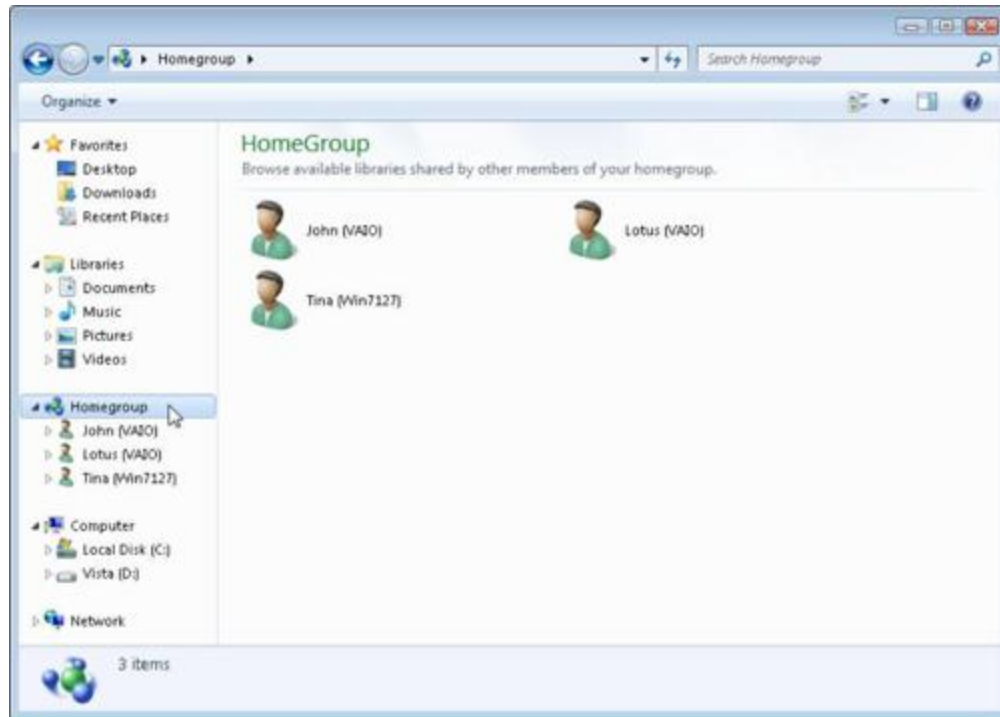 Homegroup
Search Homegroup
Organize
Favorites
Desktop
Downloads
Recent Places
Libraries
Documents
Music
Pictures
Videos
Homegroup
John (VAIO)
Lotus (VAIO)
Tina (Win7127)
Computer
Local Disk (C:)
Vista (D:)
Network
HomeGroup
Browse available libraries shared by other members of your homegroup.
John (VAIO)
Lotus (VAIO)
Tina (Win7127)
3 items